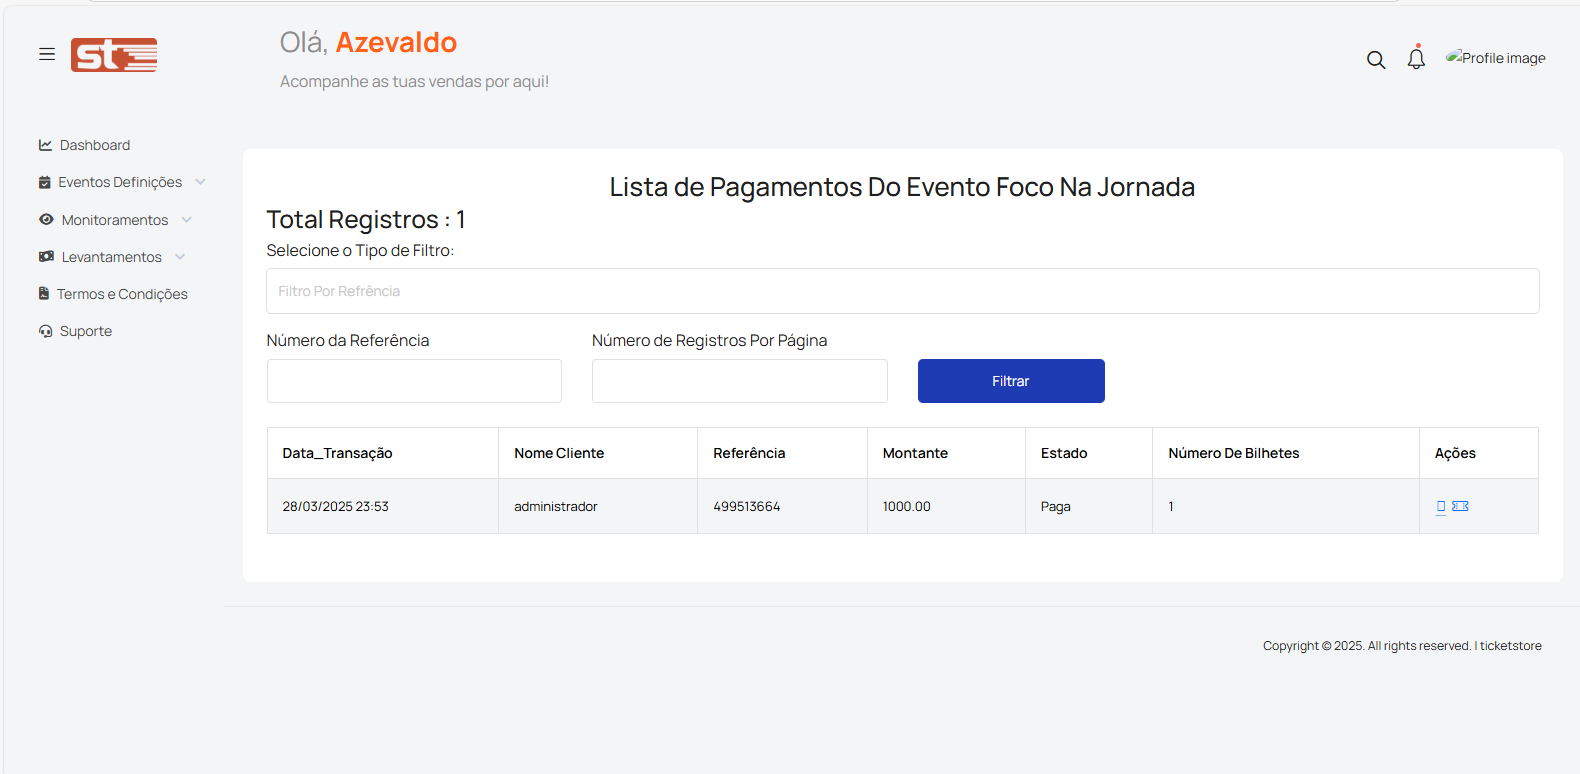 st
Olá, Azevaldo
Acompanhe as tuas vendas por aqui!
Profile image
Dashboard
Eventos Definições
Monitoramentos
Levantamentos
Termos e Condições
Suporte
Lista de Pagamentos Do Evento Foco Na Jornada
Total Registros : 1
Selecione o Tipo de Filtro:
Filtro Por Refrência
Número da Referência
Número de Registros Por Página
Filtrar
Data_Transação Nome Cliente Referência Montante Estado Número De Bilhetes Ações
28/03/2025 23:53 administrador 499513664 1000.00 Paga 1
Copyright © 2025. All rights reserved. | ticketstore